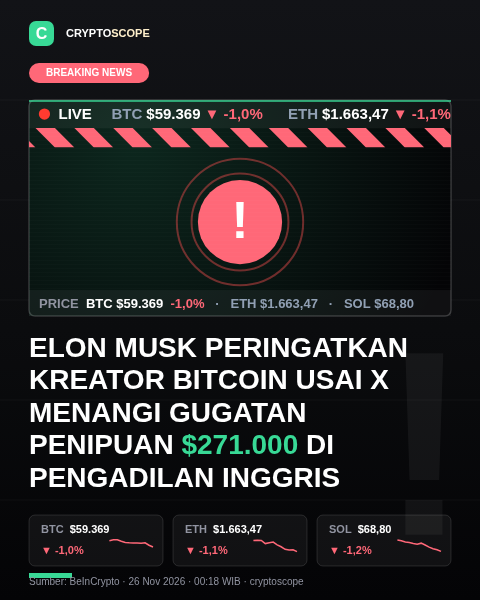 C CRYPTOSCOPE
BREAKING NEWS
LIVE BTC $59.369 ▼ -1,0% ETH $1.663,47 ▼ -1,1%
!
PRICE BTC $59.369 -1,0% · ETH $1.663,47 · SOL $68,80
ELON MUSK PERINGATKAN
KREATOR BITCOIN USAI X
MENANGI GUGATAN
PENIPUAN $271.000 DI
PENGADILAN INGGRIS
!
BTC $59.369
▼ -1,0%
ETH $1.663,47
▼ -1,1%
SOL $68,80
▼ -1,2%
Sumber: BeInCrypto · 26 Nov 2026 · 00:18 WIB · cryptoscope